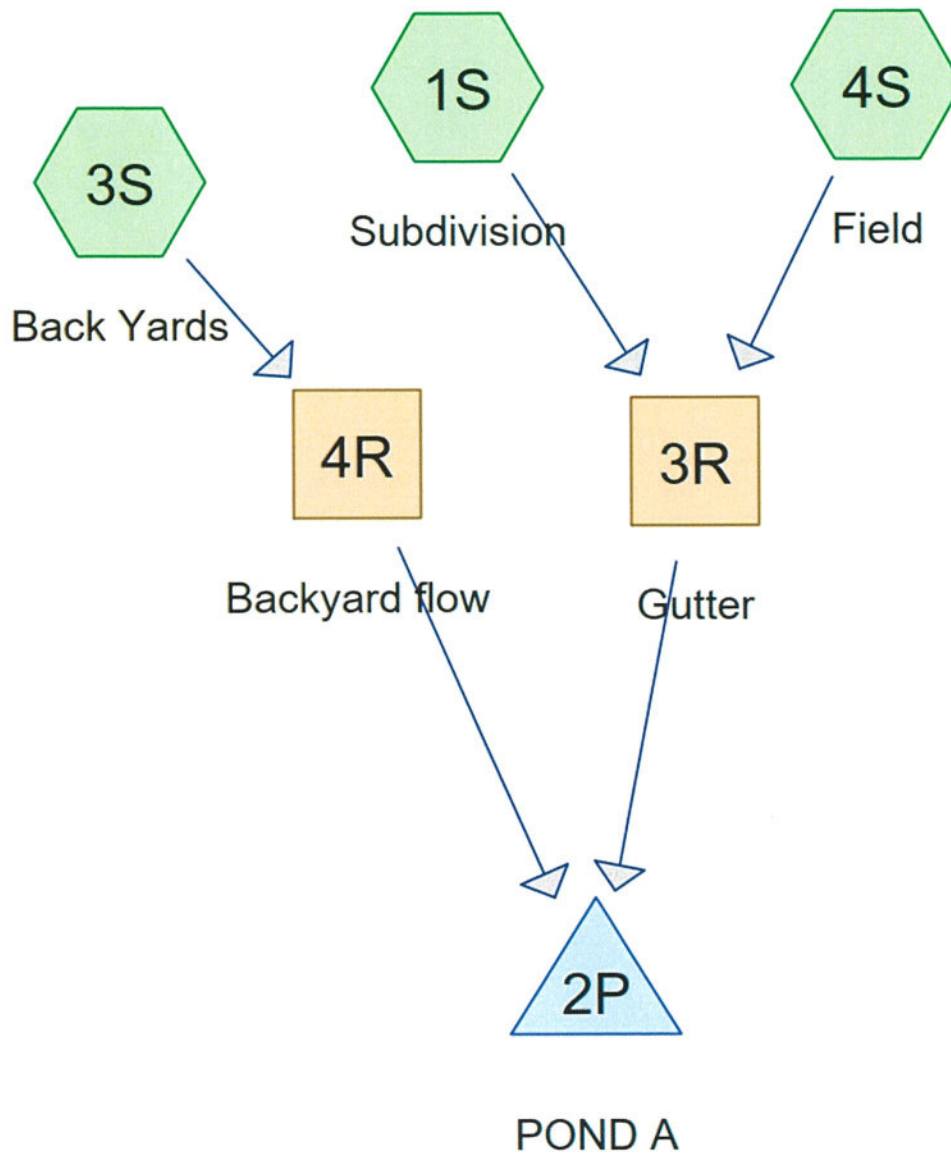 1S
4S
3S
Subdivision
Field
Back Yards
4R
3R
Backyard flow
Gutter
2P
POND A